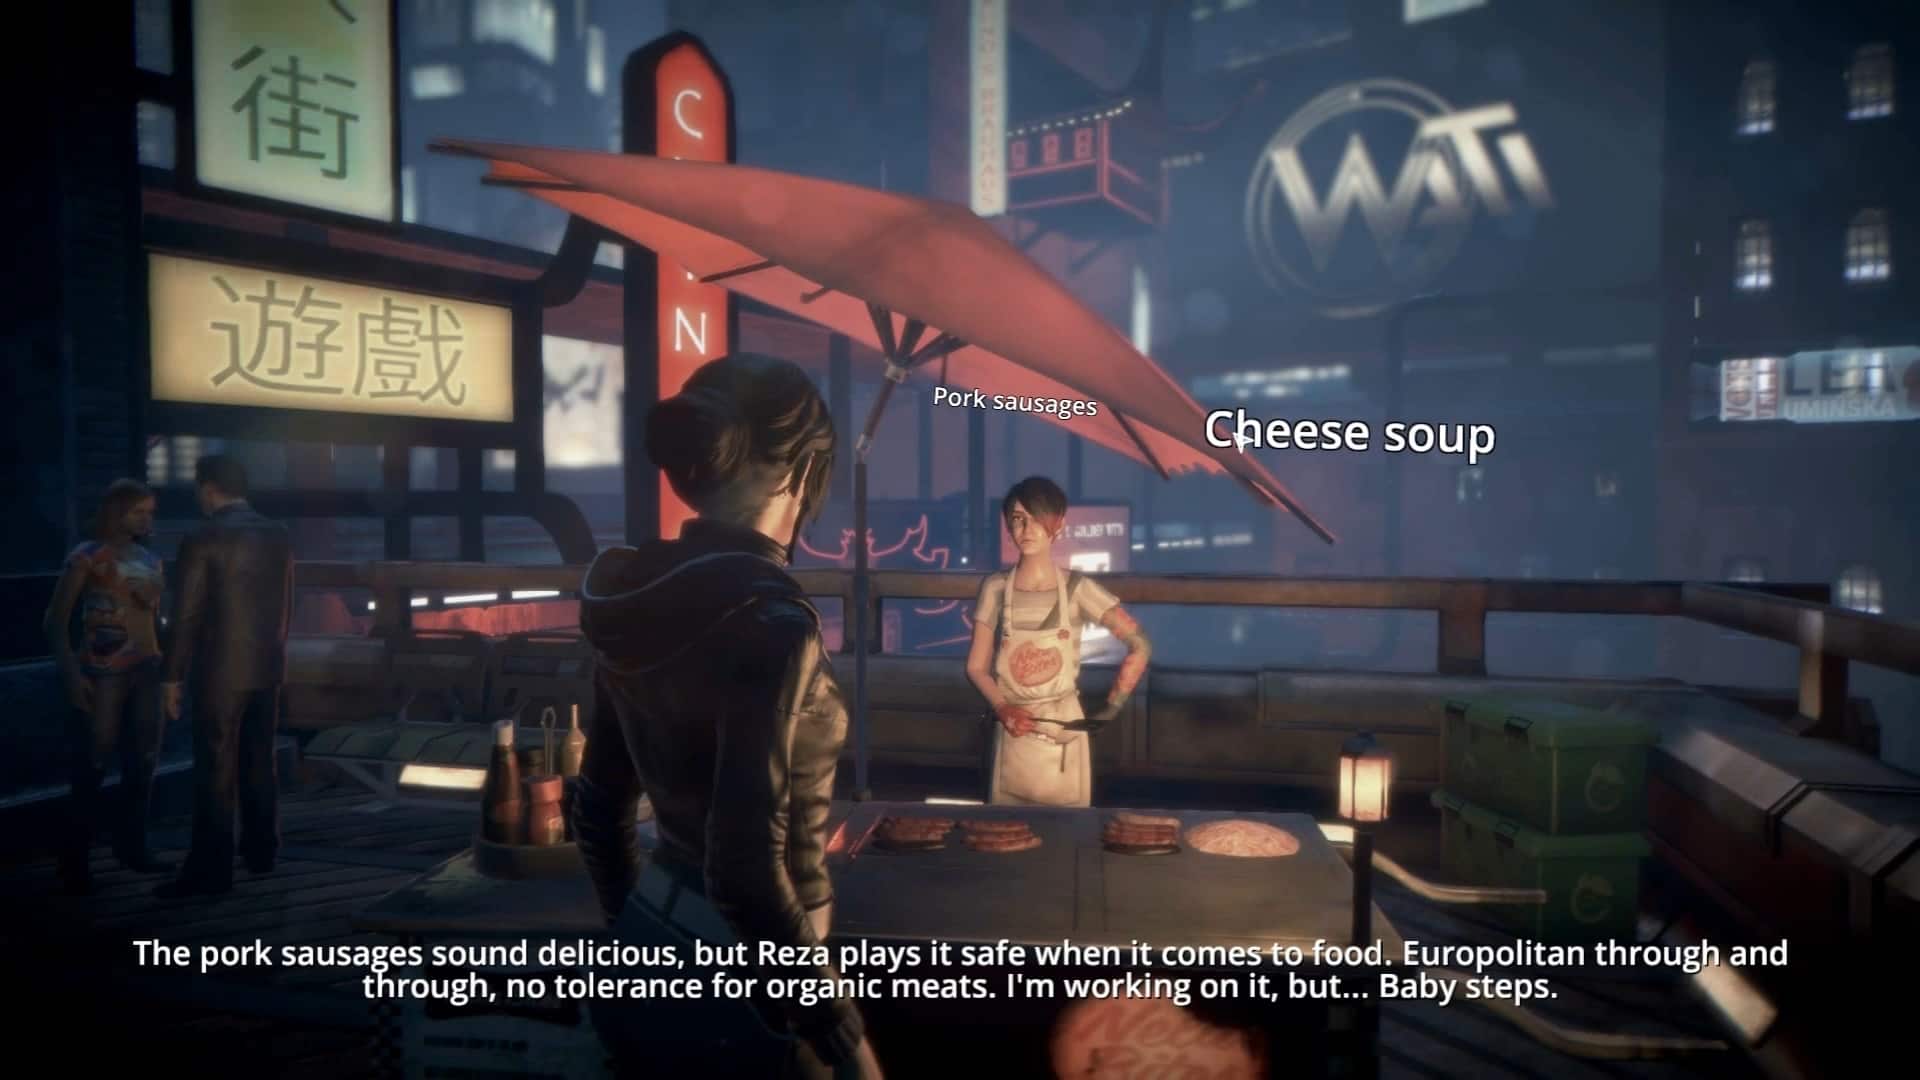 街
C
N
遊戲
WATI
Pork sausages
Cheese soup
UMINSKA
The pork sausages sound delicious, but Reza plays it safe when it comes to food. Europolitan through and
through, no tolerance for organic meats. I'm working on it, but... Baby steps.